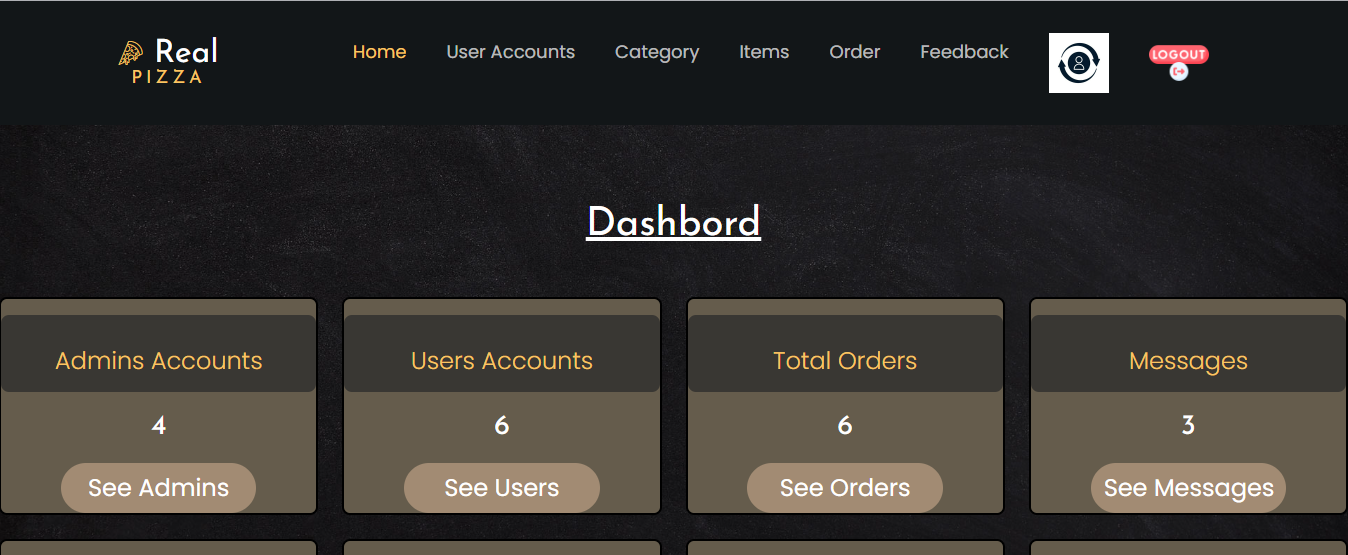 Real
PIZZA
Home User Accounts Category Items Order Feedback LOGOUT
Dashbord
Admins Accounts Users Accounts Total Orders Messages
4 6 6 3
See Admins See Users See Orders See Messages